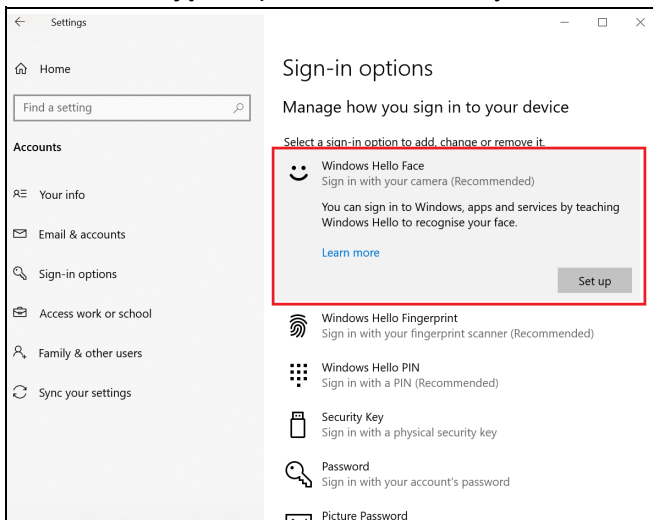 Settings
Home
Find a setting
Accounts
Your info
Email & accounts
Sign-in options
Access work or school
Family & other users
Sync your settings
Sign-in options
Manage how you sign in to your device
Select a sign-in option to add, change or remove it.
Windows Hello Face
Sign in with your camera (Recommended)
You can sign in to Windows, apps and services by teaching
Windows Hello to recognise your face.
Learn more
Set up
Windows Hello Fingerprint
Sign in with your fingerprint scanner (Recommended)
Windows Hello PIN
Sign in with a PIN (Recommended)
Security Key
Sign in with a physical security key
Password
Sign in with your account's password
Picture Password